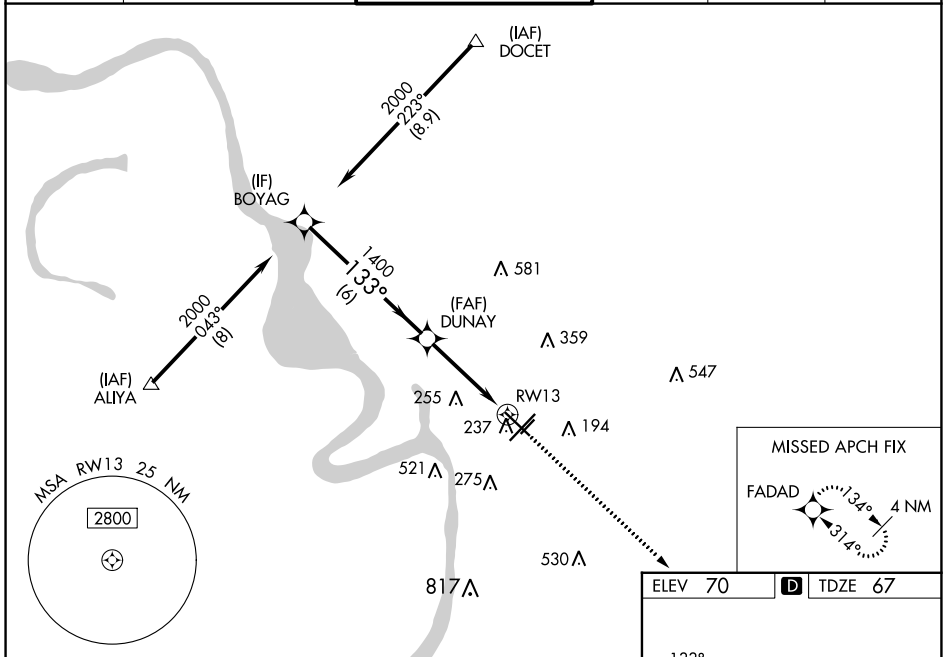 (IAF)
DOCET
2000
223°
(8.9)
(IF)
BOYAG
1400
133°
(6)
581
(FAF)
DUNAY
359
2000
043°
(8)
547
(IAF)
ALIYA
255
RW13
237
194
MISSED APCH FIX
MSA RW13 25 NM
521
275
FADAD
134°
4 NM
2800
314°
530
817
ELEV 70
D
TDZE 67